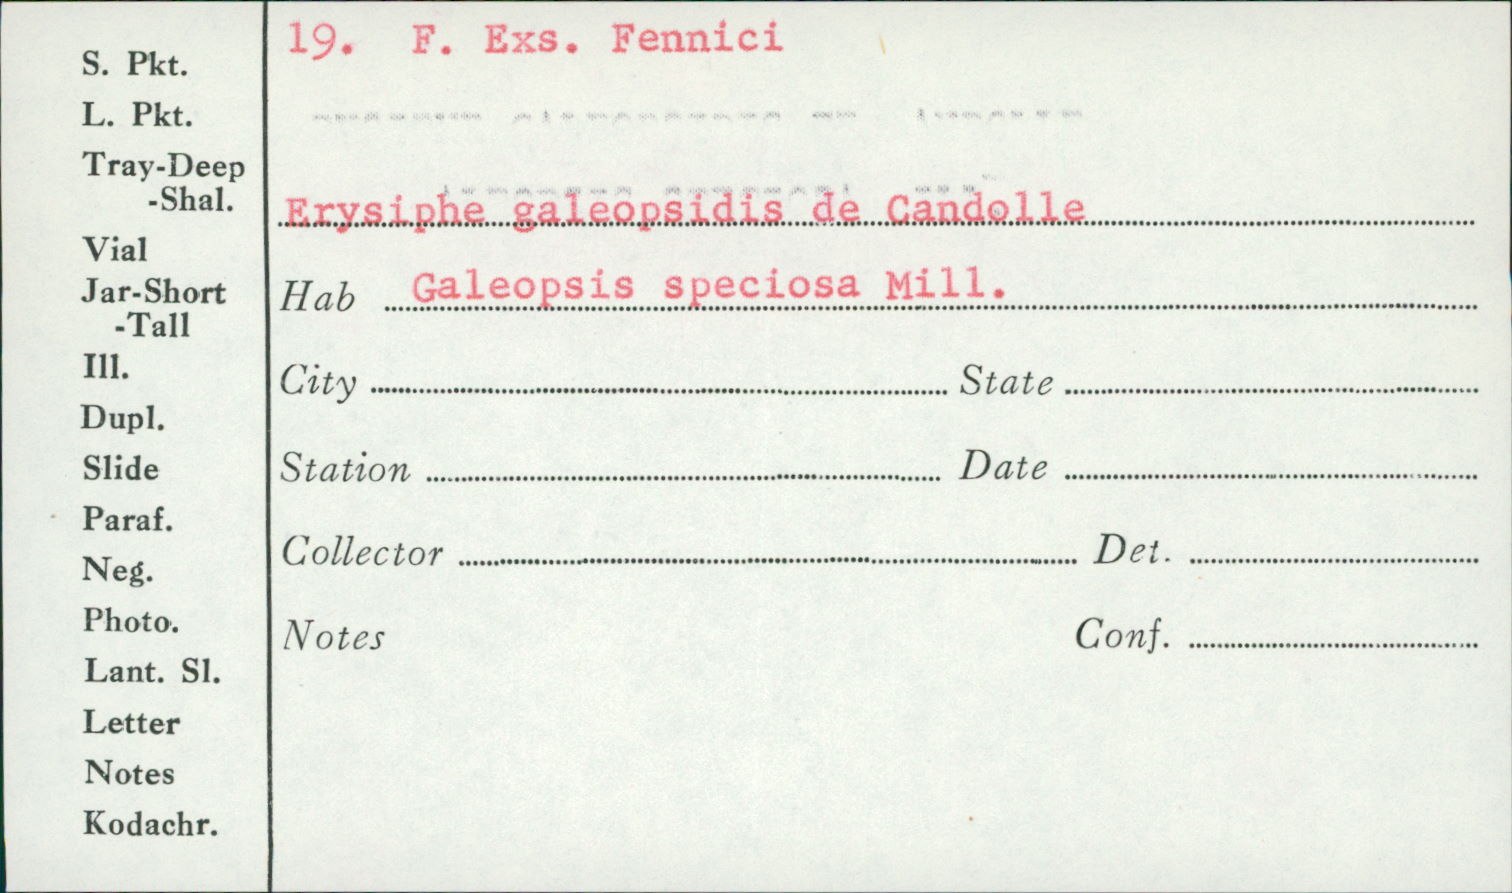 19. F. Exs. Fennici
Erysiphe galeopsidis de Candolle
Hab Galeopsis speciosa Mill.
City State
Station Date
Collector Det.
Notes Conf.
S. Pkt.
L. Pkt.
Tray-Deep
-Shal.
Vial
Jar-Short
-Tall
Ill.
Dupl.
Slide
Paraf.
Neg.
Photo.
Lant. Sl.
Letter
Notes
Kodachr.